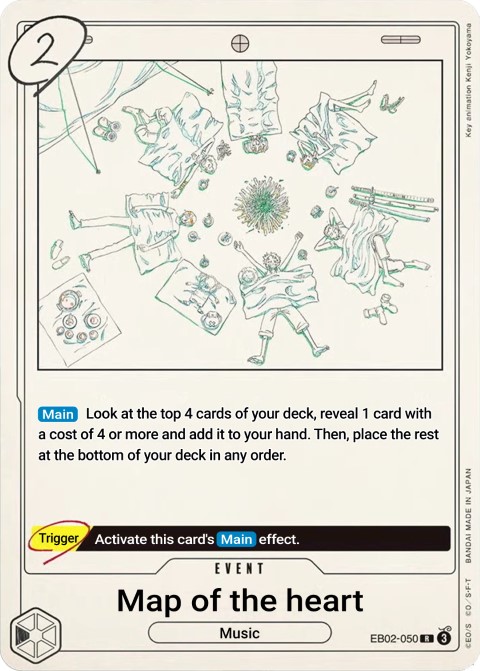 2
Key animation Kenji Yokoyama
Main Look at the top 4 cards of your deck, reveal 1 card with
a cost of 4 or more and add it to your hand. Then, place the rest
at the bottom of your deck in any order.
Trigger Activate this card's Main effect.
EVENT
Map of the heart
Music
EB02-050 R 3
©EO/S ©O/S·F·T BANDAI MADE IN JAPAN